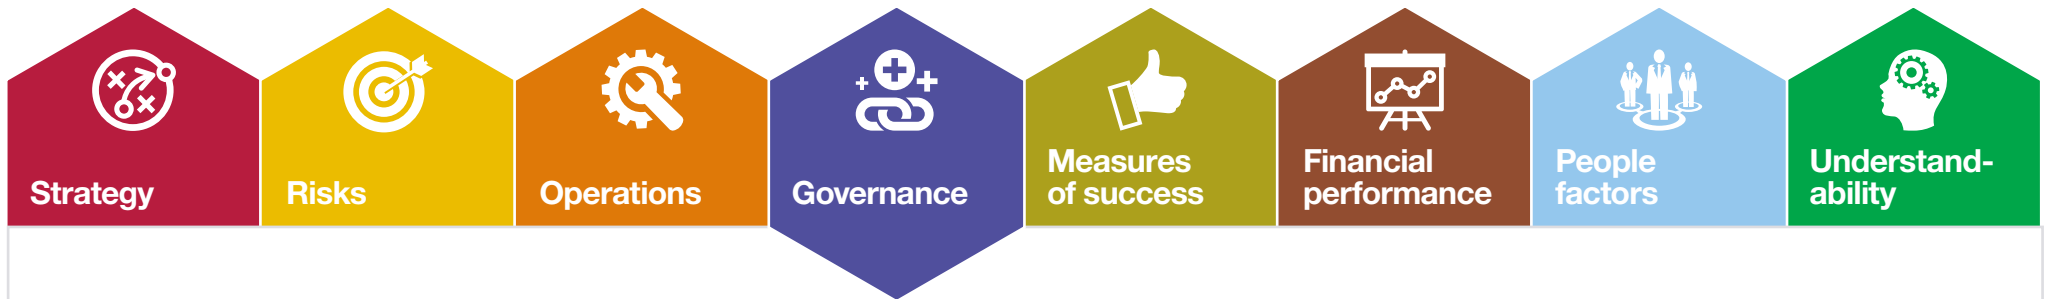 Strategy
Risks
Operations
Governance
Measures
of success
Financial
performance
People
factors
Understand-
ability